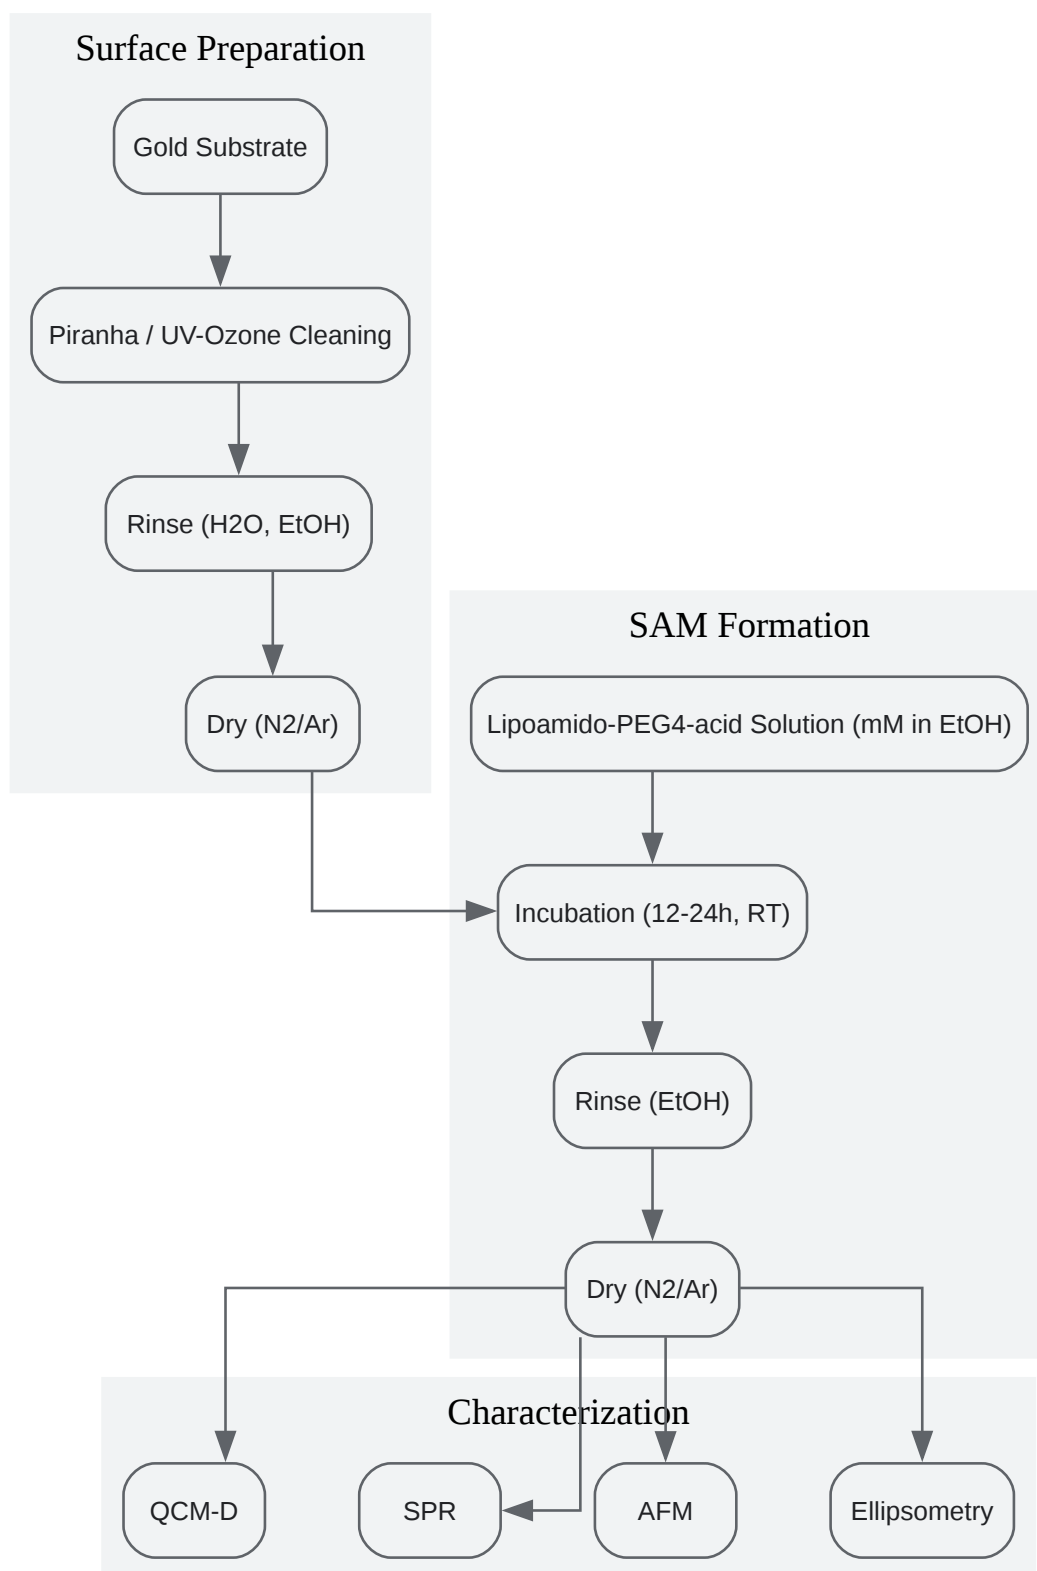 Surface Preparation
Gold Substrate
Piranha / UV-Ozone Cleaning
Rinse (H2O, EtOH)
Dry (N2/Ar)
SAM Formation
Lipoamido-PEG4-acid Solution (mM in EtOH)
Incubation (12-24h, RT)
Rinse (EtOH)
Dry (N2/Ar)
Characterization
QCM-D
SPR
AFM
Ellipsometry